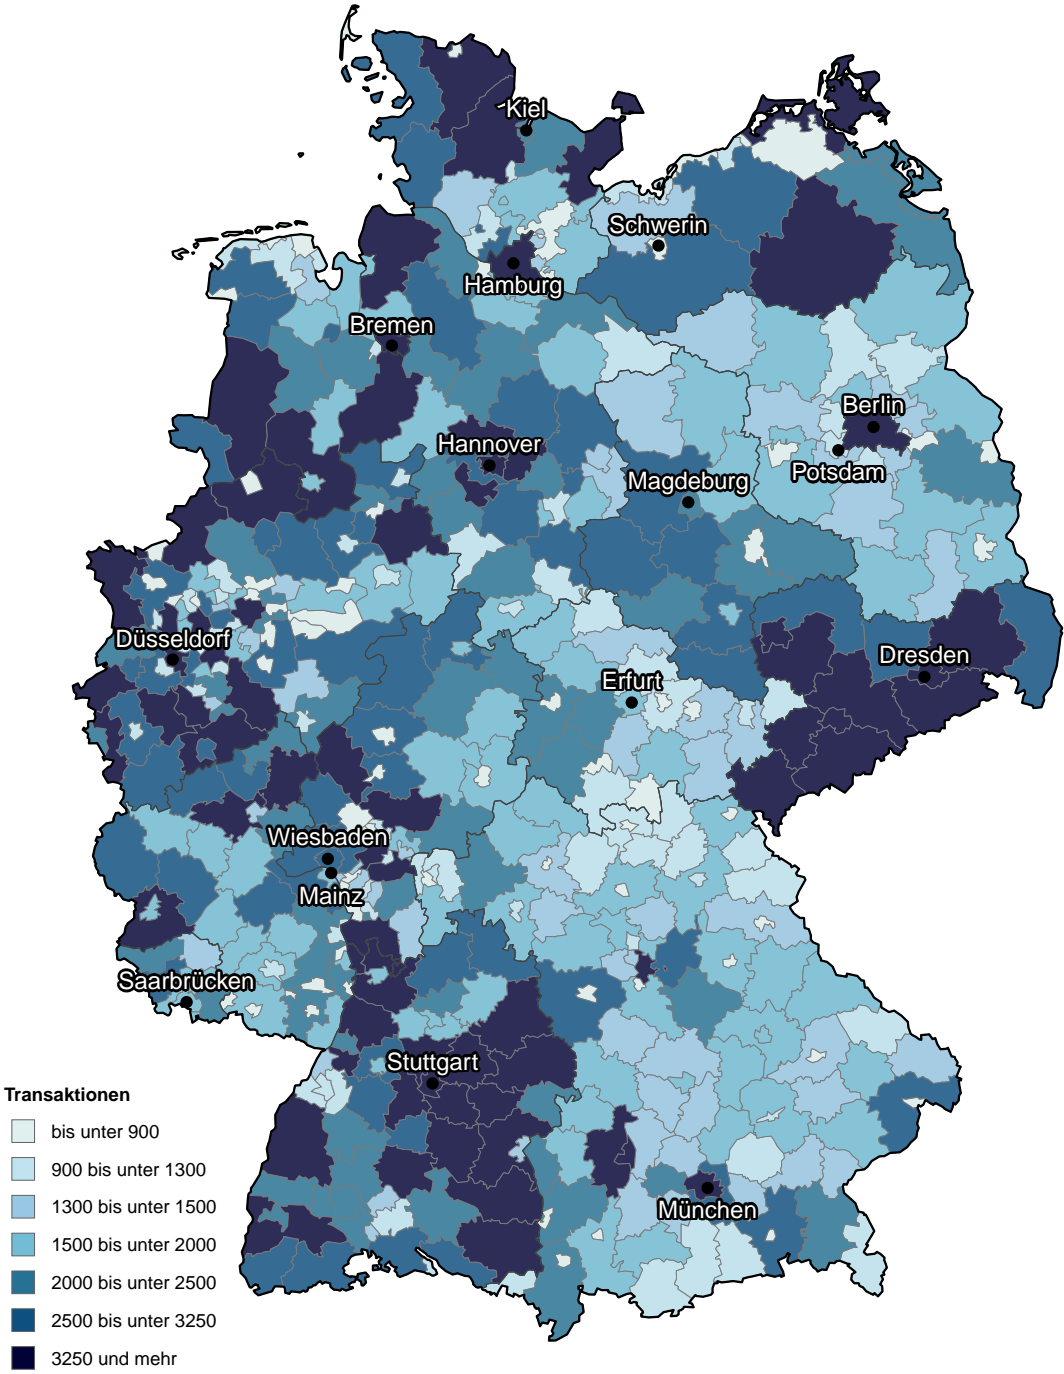 Kiel
Schwerin
Hamburg
Bremen
Berlin
Hannover
Potsdam
Magdeburg
Düsseldorf
Dresden
Erfurt
Wiesbaden
Mainz
Saarbrücken
Stuttgart
München
Transaktionen
bis unter 900
900 bis unter 1300
1300 bis unter 1500
1500 bis unter 2000
2000 bis unter 2500
2500 bis unter 3250
3250 und mehr